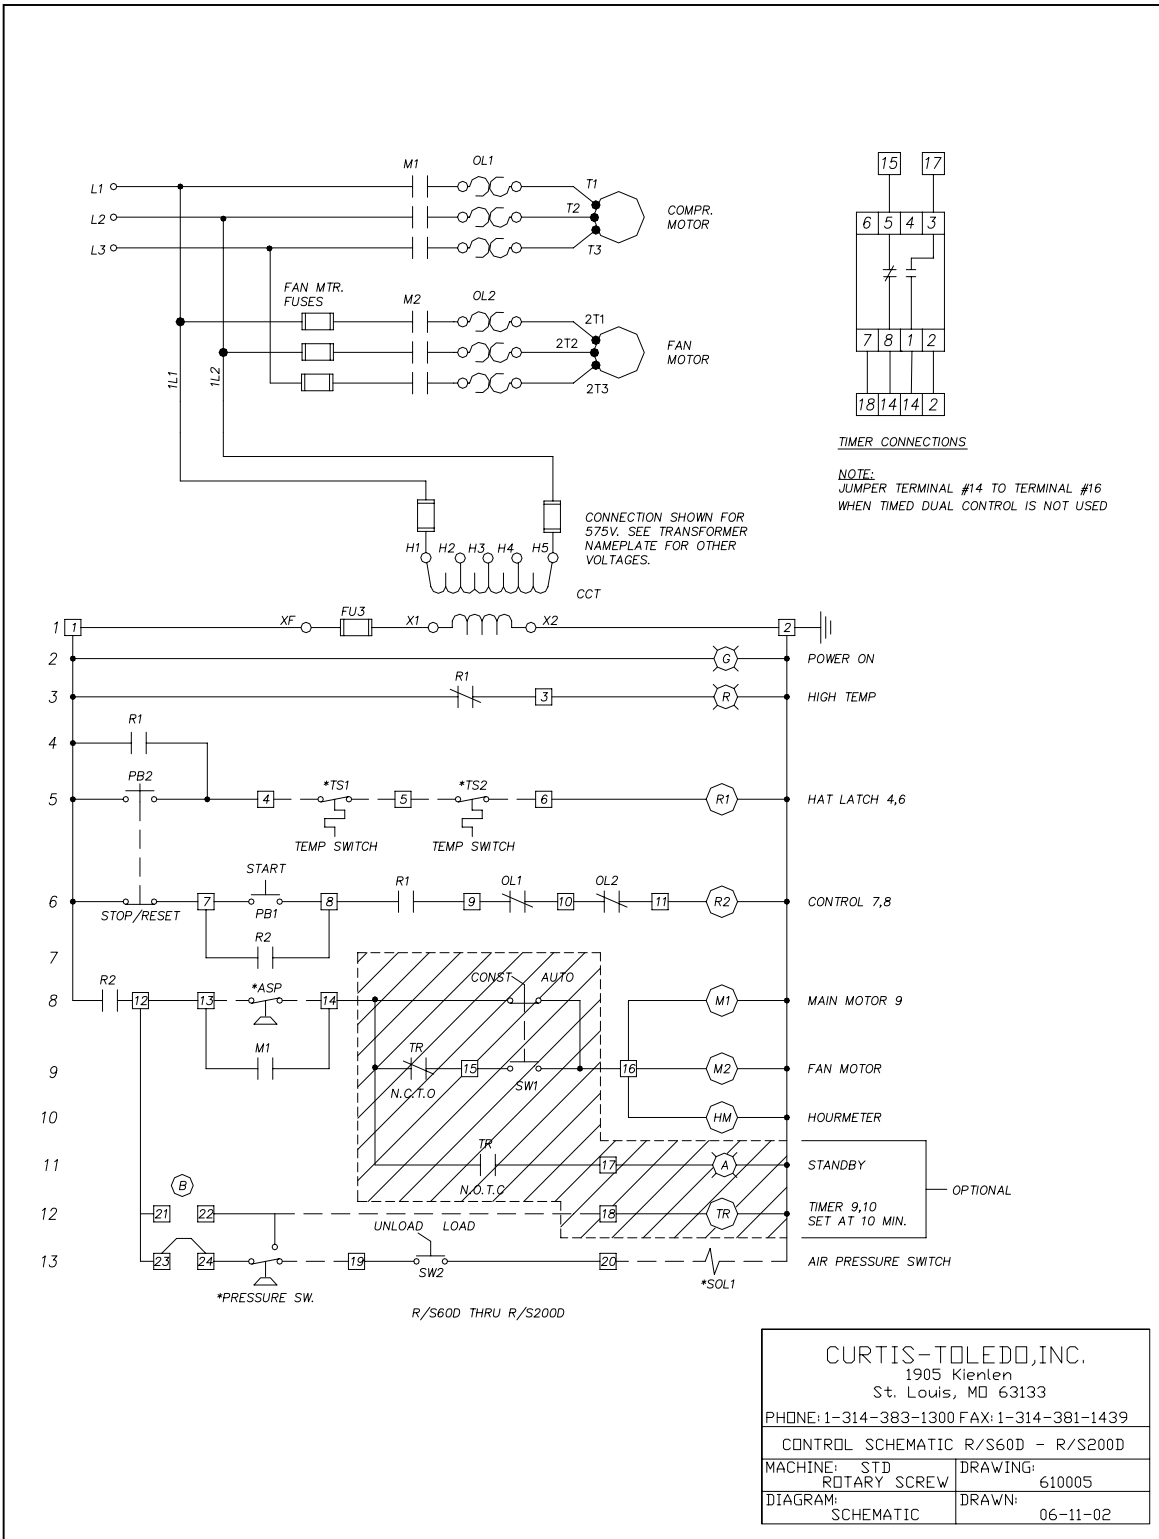 M1 OL1
L1 T1
L2 T2 COMPR.
MOTOR
L3 T3
FAN MTR.
FUSES
M2 OL2
2T1
2T2 FAN
MOTOR
2T3
1L1 1L2
15 17
6 5 4 3
7 8 1 2
18 14 14 2
TIMER CONNECTIONS
NOTE:
JUMPER TERMINAL #14 TO TERMINAL #16
WHEN TIMED DUAL CONTROL IS NOT USED
CONNECTION SHOWN FOR
575V. SEE TRANSFORMER
NAMEPLATE FOR OTHER
VOLTAGES.
H1 H2 H3 H4 H5
CCT
1 1 XF FU3 X1 X2 2
2 G POWER ON
3 R1 3 R HIGH TEMP
4 R1
5 PB2 4 *TS1 5 *TS2 6 R1 HAT LATCH 4,6
TEMP SWITCH TEMP SWITCH
START
6 7 8 R1 9 OL1 10 OL2 11 R2 CONTROL 7,8
STOP/RESET PB1
7 R2
CONST AUTO
8 R2 12 13 *ASP 14 M1 MAIN MOTOR 9
9 M1 TR 15 SW1 16 M2 FAN MOTOR
N.C.T.O
10 HM HOURMETER
11 TR 17 A STANDBY
N.O.T.C
OPTIONAL
B
12 21 22 18 TR TIMER 9,10
SET AT 10 MIN.
UNLOAD LOAD
13 23 24 19 SW2 20 AIR PRESSURE SWITCH
*PRESSURE SW. *SOL1
R/S60D THRU R/S200D
CURTIS-TOLEDO,INC.
1905 Kienlen
St. Louis, MO 63133
PHONE:1-314-383-1300 FAX:1-314-381-1439
CONTROL SCHEMATIC R/S60D - R/S200D
MACHINE: STD
ROTARY SCREW
DRAWING:
610005
DIAGRAM:
SCHEMATIC
DRAWN:
06-11-02